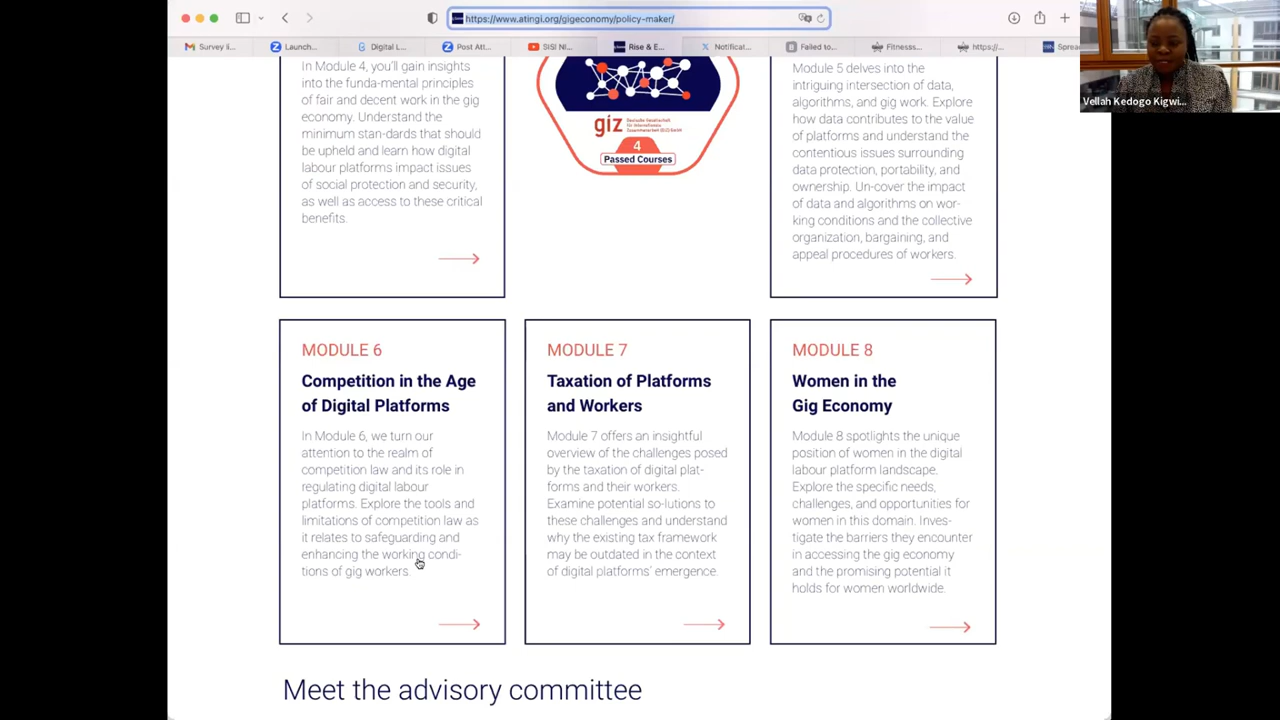 https://www.atingi.org/gigeconomy/policy-maker/
Survey li...
Launch...
Digital L...
Post Att...
SISI NI...
Rise & E...
Notificat...
Failed to...
Fitnesss...
https://...
Sprea
Vellah Kedogo Kigwi...
In Module 4, you'll gain insights
into the funda-mental principles
of fair and decent work in the gig
economy. Understand the
minimum stan-dards that should
be upheld and learn how digital
labour platforms impact issues
of social protection and security,
as well as access to these critical
benefits.
giz
4
Passed Courses
Module 5 delves into the
intriguing intersection of data,
algorithms, and gig work. Explore
how data contributes to the value
of platforms and understand the
contentious issues surrounding
data protection, portability, and
ownership. Un-cover the impact
of data and algorithms on wor-
king conditions and the collective
organization, bargaining, and
appeal procedures of workers.
MODULE 6
Competition in the Age
of Digital Platforms
In Module 6, we turn our
attention to the realm of
competition law and its role in
regulating digital labour
platforms. Explore the tools and
limitations of competition law as
it relates to safeguarding and
enhancing the working condi-
tions of gig workers.
MODULE 7
Taxation of Platforms
and Workers
Module 7 offers an insightful
overview of the challenges posed
by the taxation of digital plat-
forms and their workers.
Examine potential so-lutions to
these challenges and understand
why the existing tax framework
may be outdated in the context
of digital platforms' emergence.
MODULE 8
Women in the
Gig Economy
Module 8 spotlights the unique
position of women in the digital
labour platform landscape.
Explore the specific needs,
challenges, and opportunities for
women in this domain. Inves-
tigate the barriers they encounter
in accessing the gig economy
and the promising potential it
holds for women worldwide.
Meet the advisory committee